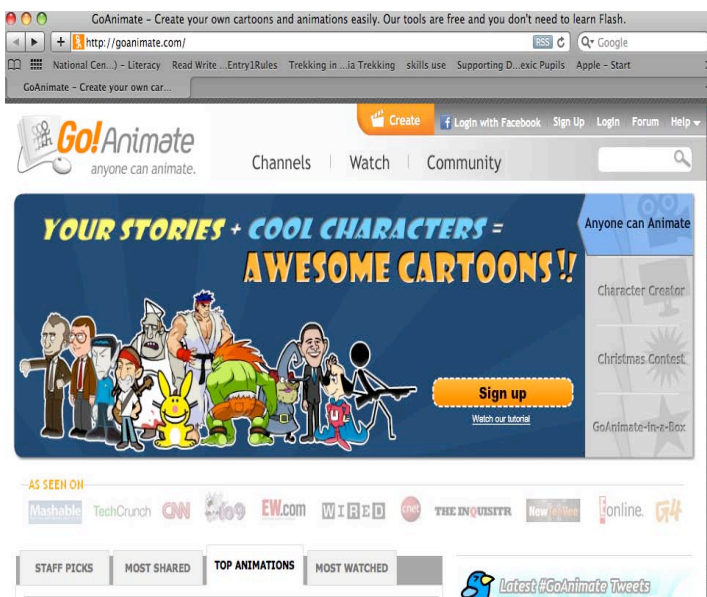 GoAnimate – Create your own cartoons and animations easily. Our tools are free and you don't need to learn Flash.
http://goanimate.com/
RSS
Google
National Cen...) – Literacy Read Write ...Entry1Rules Trekking in ...ia Trekking skills use Supporting D...exic Pupils Apple – Start
GoAnimate – Create your own car...
Create Login with Facebook Sign Up Login Forum Help
Go!Animate
anyone can animate.
Channels Watch Community
YOUR STORIES + COOL CHARACTERS =
AWESOME CARTOONS!!
Anyone can Animate
Character Creator
Christmas Contest
GoAnimate-in-a-Box
Sign up
Watch our tutorial
AS SEEN ON
Mashable TechCrunch CNN io9 EW.com WIRED cnet THE INQUISITR NewTeeVee E online. G4
STAFF PICKS MOST SHARED TOP ANIMATIONS MOST WATCHED
Latest #GoAnimate Tweets